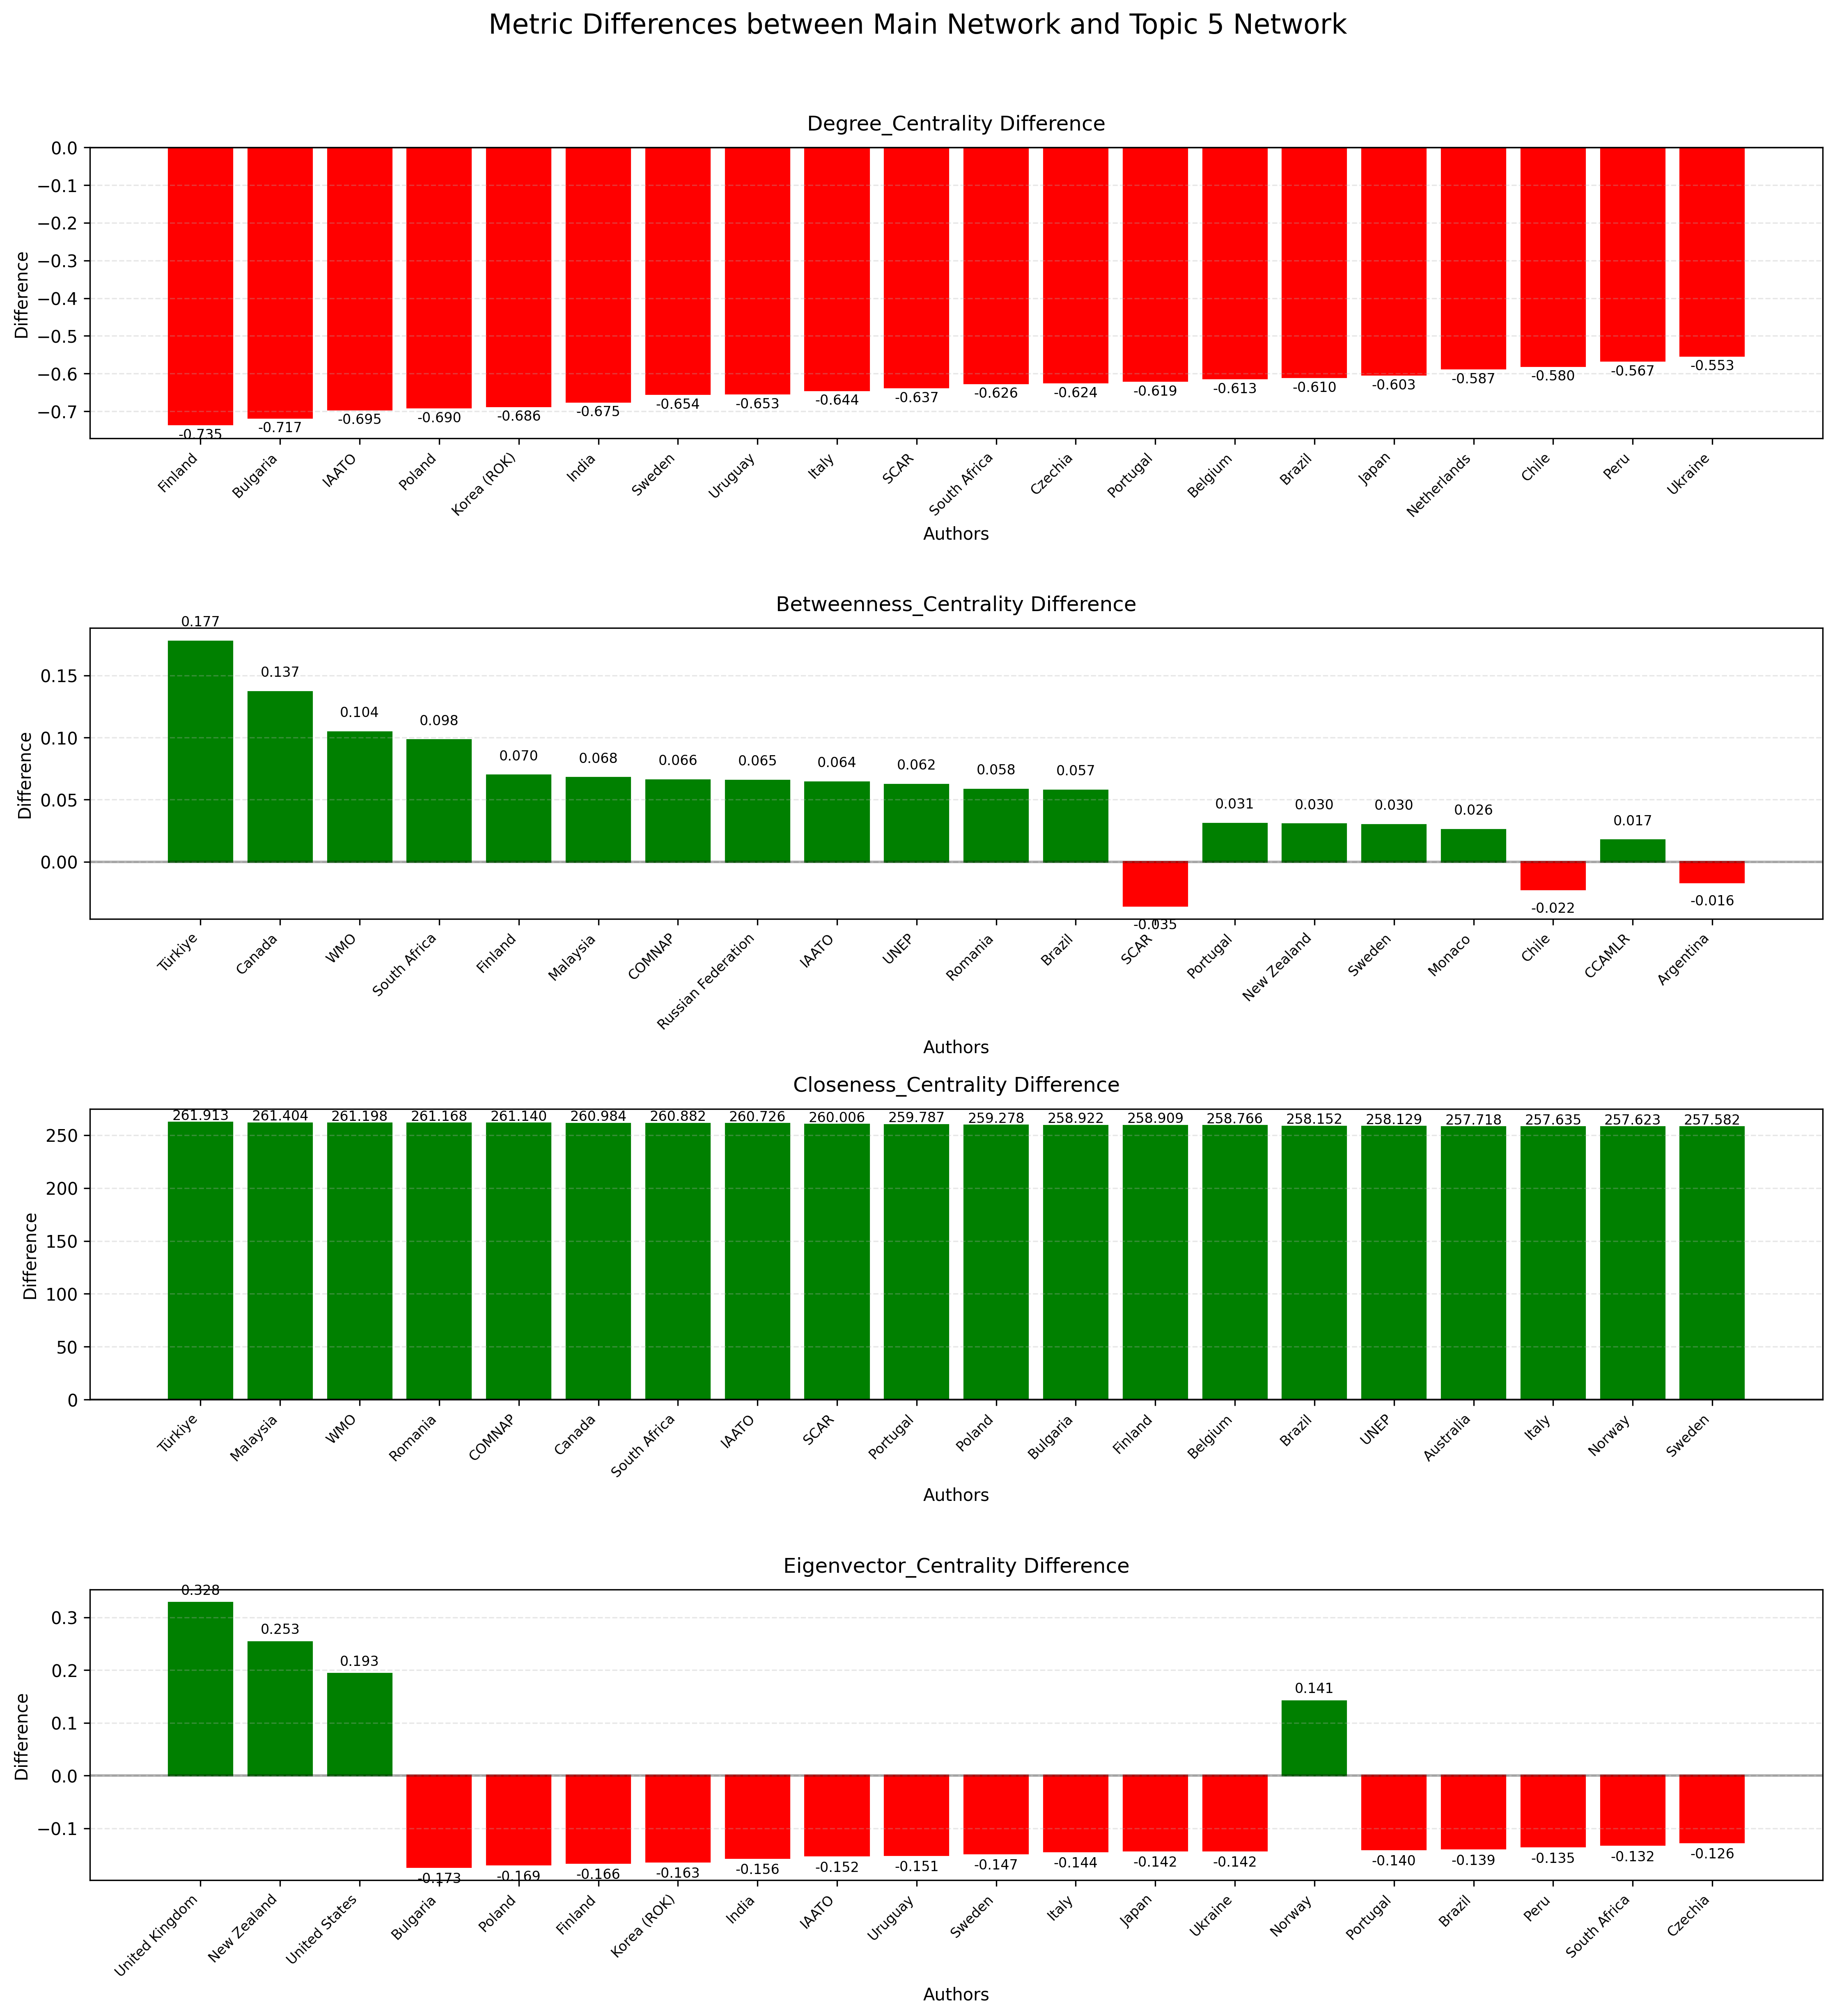 Metric Differences between Main Network and Topic 5 Network
Degree_Centrality Difference
Difference
0.0
−0.1
−0.2
−0.3
−0.4
−0.5
−0.6
−0.7
-0.735 -0.717 -0.695 -0.690 -0.686 -0.675 -0.654 -0.653 -0.644 -0.637 -0.626 -0.624 -0.619 -0.613 -0.610 -0.603 -0.587 -0.580 -0.567 -0.553
Finland Bulgaria IAATO Poland Korea (ROK) India Sweden Uruguay Italy SCAR South Africa Czechia Portugal Belgium Brazil Japan Netherlands Chile Peru Ukraine
Authors
Betweenness_Centrality Difference
Difference
0.15
0.10
0.05
0.00
0.177 0.137 0.104 0.098 0.070 0.068 0.066 0.065 0.064 0.062 0.058 0.057 -0.035 0.031 0.030 0.030 0.026 -0.022 0.017 -0.016
Türkiye Canada WMO South Africa Finland Malaysia COMNAP Russian Federation IAATO UNEP Romania Brazil SCAR Portugal New Zealand Sweden Monaco Chile CCAMLR Argentina
Authors
Closeness_Centrality Difference
Difference
250
200
150
100
50
0
261.913 261.404 261.198 261.168 261.140 260.984 260.882 260.726 260.006 259.787 259.278 258.922 258.909 258.766 258.152 258.129 257.718 257.635 257.623 257.582
Türkiye Malaysia WMO Romania COMNAP Canada South Africa IAATO SCAR Portugal Poland Bulgaria Finland Belgium Brazil UNEP Australia Italy Norway Sweden
Authors
Eigenvector_Centrality Difference
Difference
0.3
0.2
0.1
0.0
−0.1
0.328 0.253 0.193 -0.173 -0.169 -0.166 -0.163 -0.156 -0.152 -0.151 -0.147 -0.144 -0.142 -0.142 0.141 -0.140 -0.139 -0.135 -0.132 -0.126
United Kingdom New Zealand United States Bulgaria Poland Finland Korea (ROK) India IAATO Uruguay Sweden Italy Japan Ukraine Norway Portugal Brazil Peru South Africa Czechia
Authors